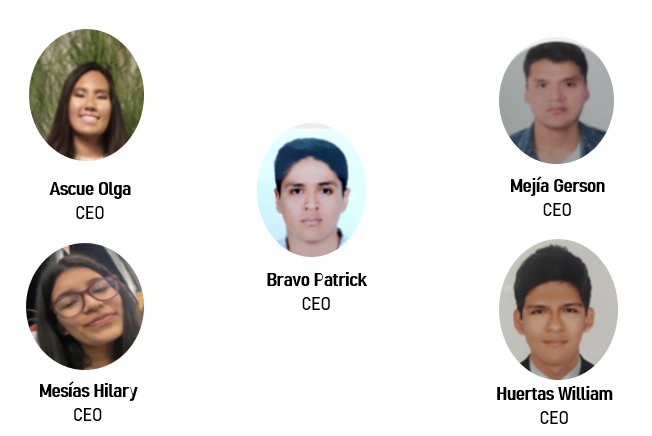 Ascue Olga
CEO
Mejía Gerson
CEO
Bravo Patrick
CEO
Mesías Hilary
CEO
Huertas William
CEO